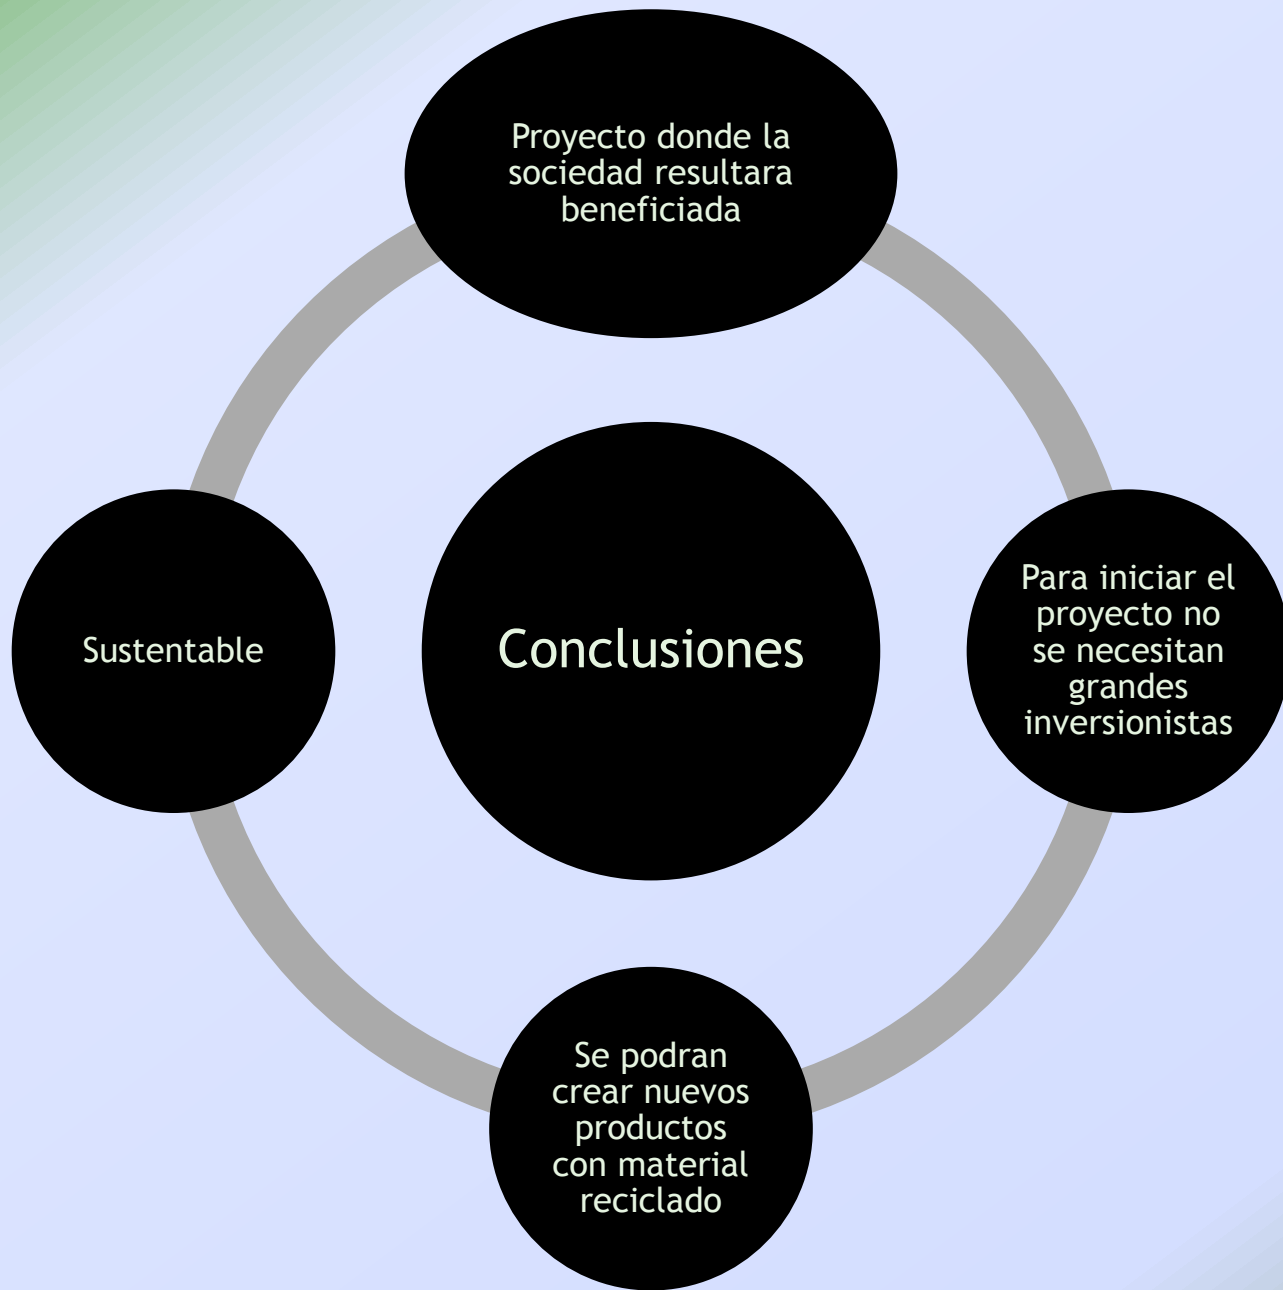 Proyecto donde la
sociedad resultara
beneficiada
Sustentable
Conclusiones
Para iniciar el
proyecto no
se necesitan
grandes
inversionistas
Se podran
crear nuevos
productos
con material
reciclado